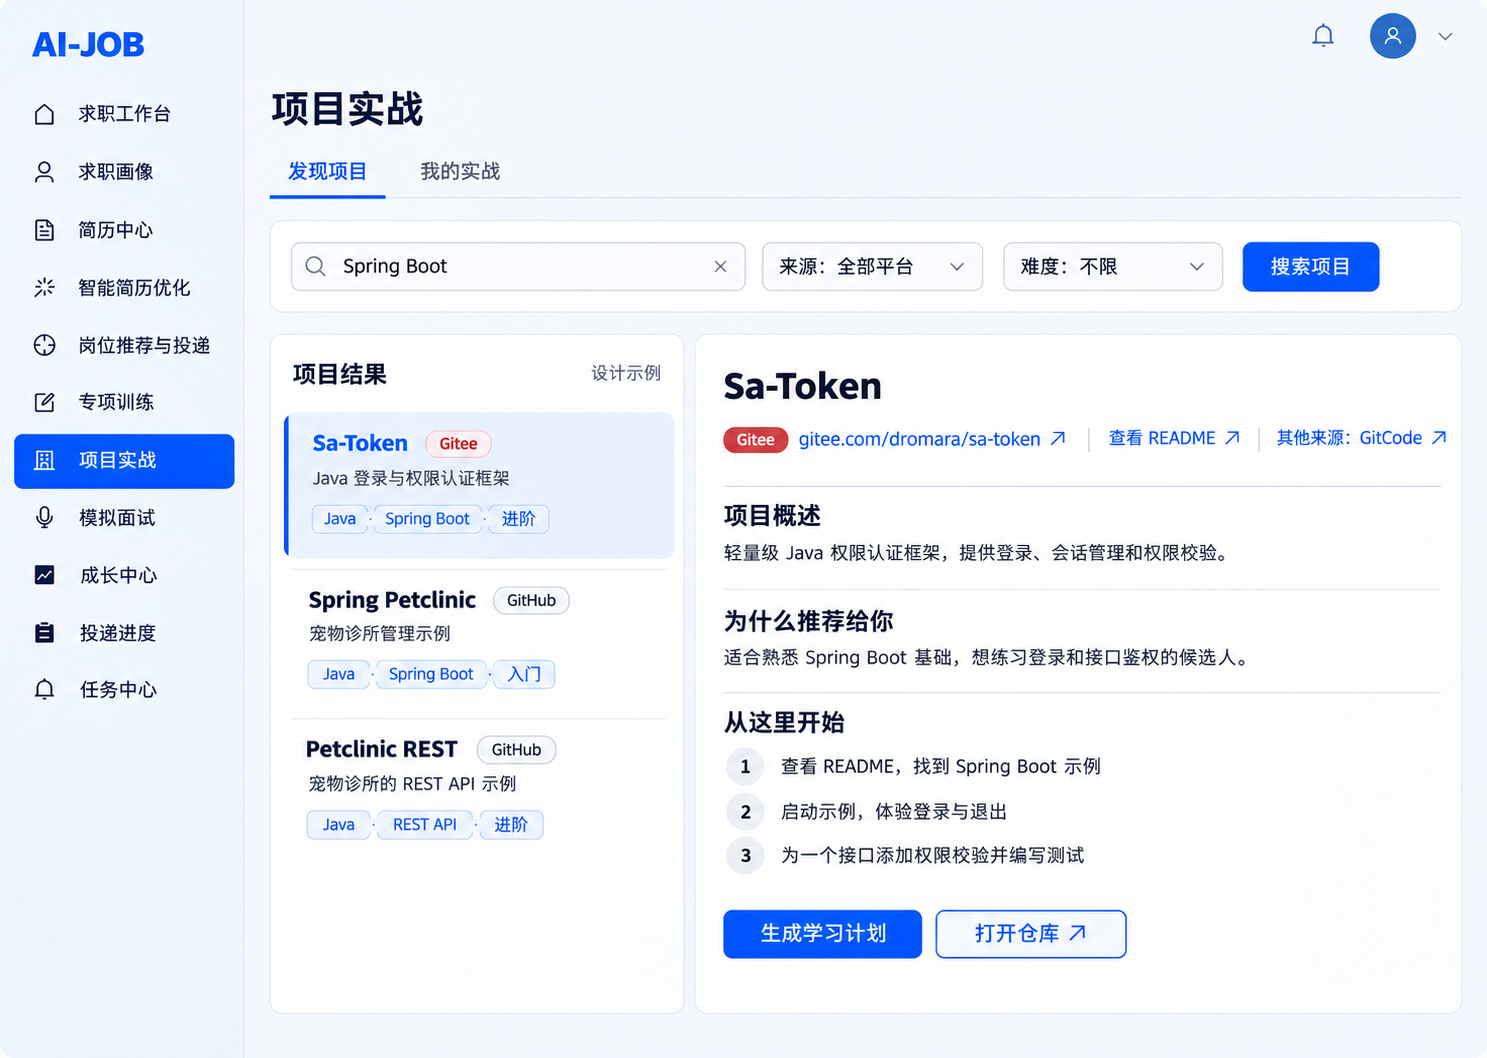 AI-JOB
求职工作台
求职画像
简历中心
智能简历优化
岗位推荐与投递
专项训练
项目实战
模拟面试
成长中心
投递进度
任务中心
项目实战
发现项目 我的实战
Spring Boot 来源：全部平台 难度：不限 搜索项目
项目结果 设计示例
Sa-Token Gitee
Java 登录与权限认证框架
Java · Spring Boot · 进阶
Spring Petclinic GitHub
宠物诊所管理示例
Java · Spring Boot · 入门
Petclinic REST GitHub
宠物诊所的 REST API 示例
Java · REST API · 进阶
Sa-Token
Gitee gitee.com/dromara/sa-token ↗ | 查看 README ↗ | 其他来源：GitCode ↗
项目概述
轻量级 Java 权限认证框架，提供登录、会话管理和权限校验。
为什么推荐给你
适合熟悉 Spring Boot 基础，想练习登录和接口鉴权的候选人。
从这里开始
1 查看 README，找到 Spring Boot 示例
2 启动示例，体验登录与退出
3 为一个接口添加权限校验并编写测试
生成学习计划 打开仓库 ↗